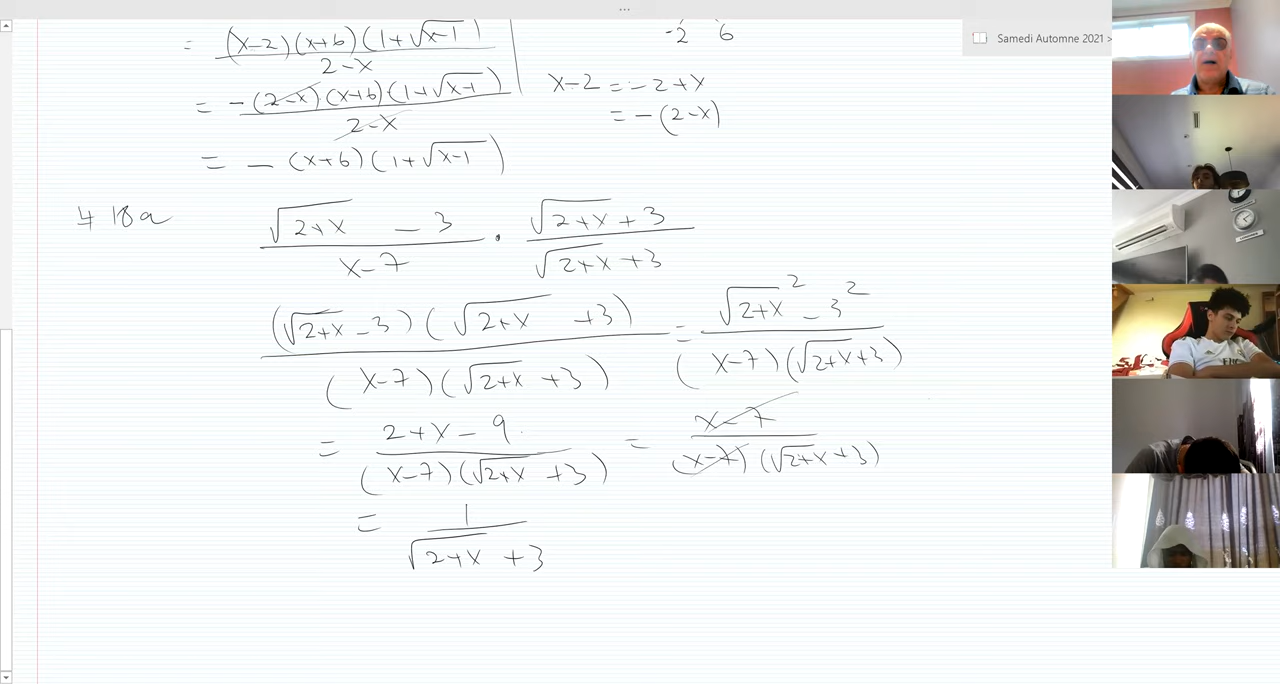 ...
Samedi Automne 2021 >
= (x-2)(x+6)(1+√x-1) / 2-x
-2 6
= -(2-x)(x+6)(1+√x-1) / 2-x
x-2 = -2+x
= -(2-x)
= -(x+6)(1+√x-1)
# 18a
√2+x - 3 / x-7 · √2+x + 3 / √2+x + 3
(√2+x - 3)(√2+x + 3) / (x-7)(√2+x + 3) = √2+x² - 3² / (x-7)(√2+x + 3)
= 2+x-9 / (x-7)(√2+x + 3) = x-7 / (x-7)(√2+x + 3)
= 1 / √2+x + 3